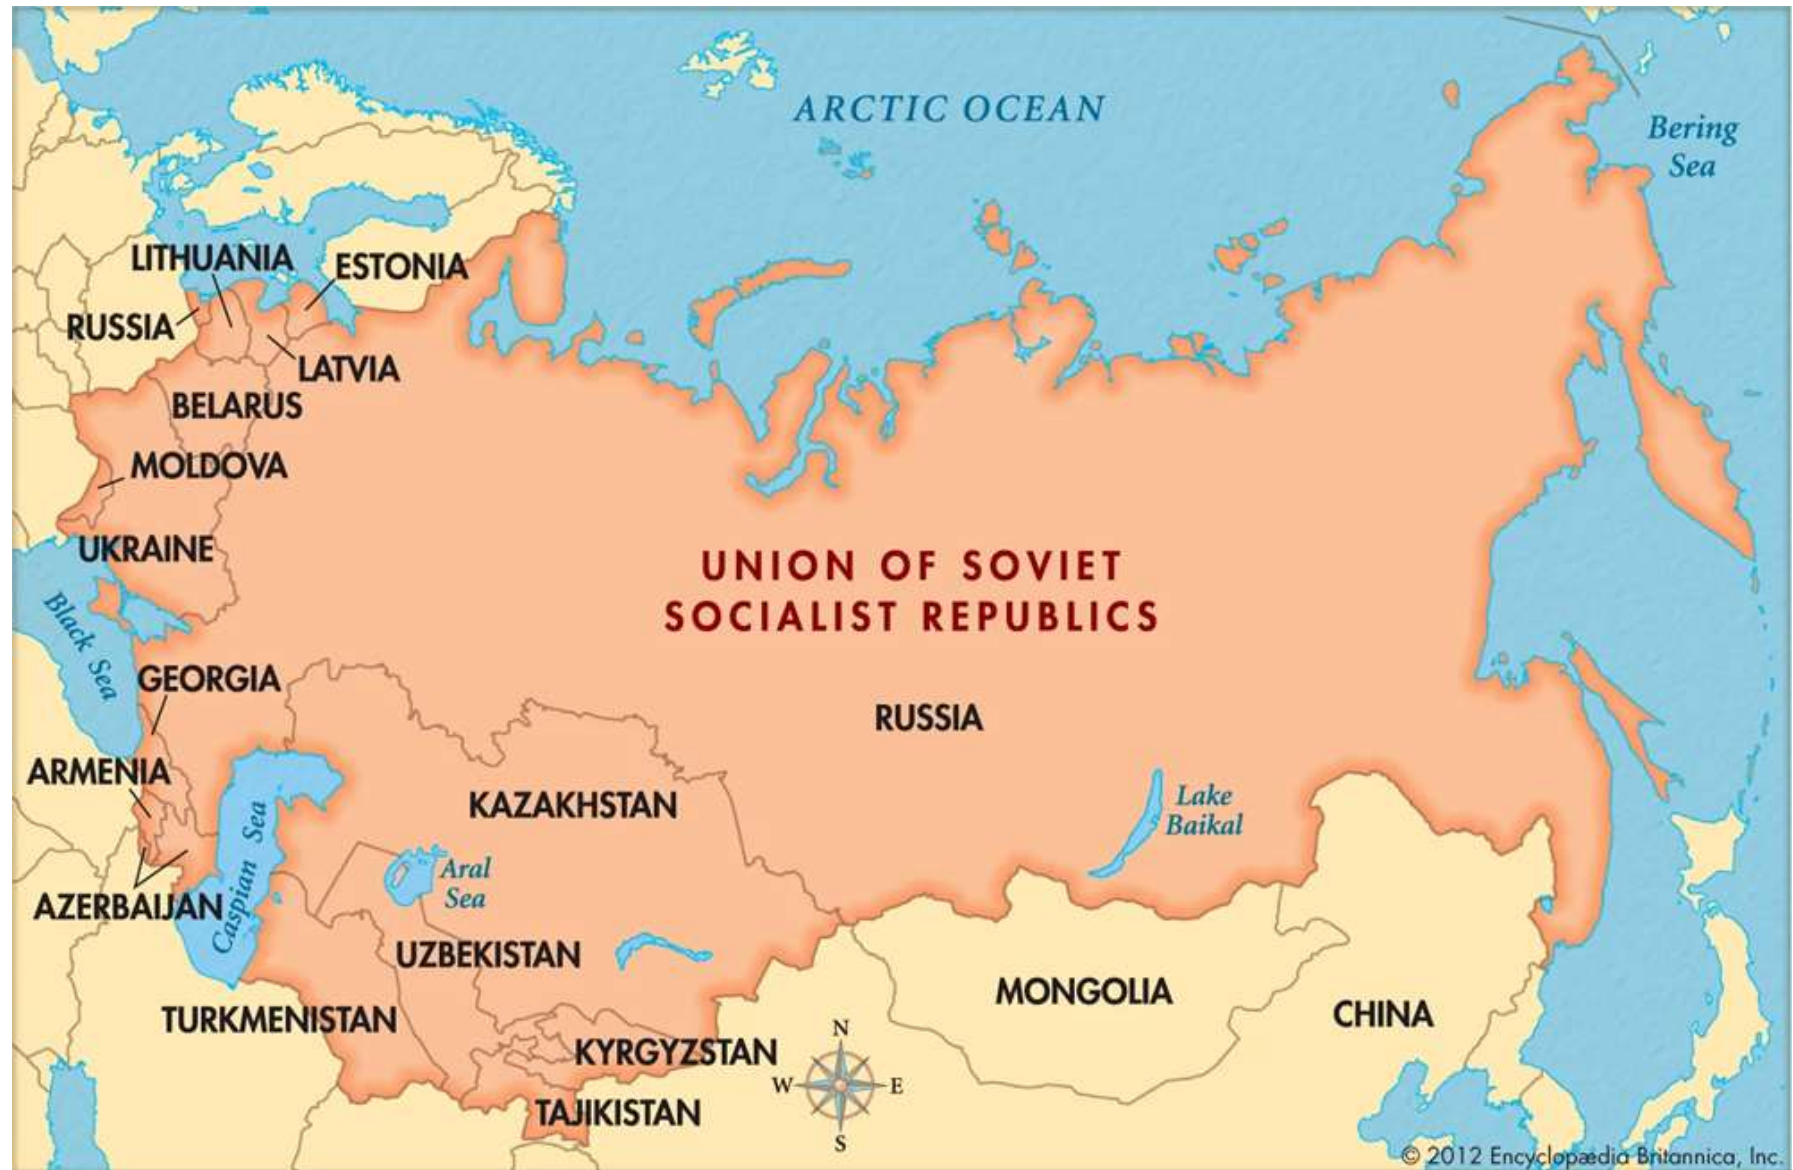 ARCTIC OCEAN
Bering
Sea
LITHUANIA
ESTONIA
RUSSIA
LATVIA
BELARUS
MOLDOVA
UKRAINE
UNION OF SOVIET
SOCIALIST REPUBLICS
Black Sea
GEORGIA
RUSSIA
ARMENIA
KAZAKHSTAN
Lake
Baikal
Caspian Sea
Aral
Sea
AZERBAIJAN
UZBEKISTAN
MONGOLIA
CHINA
TURKMENISTAN
N
KYRGYZSTAN
W
E
TAJIKISTAN
S
© 2012 Encyclopædia Britannica, Inc.